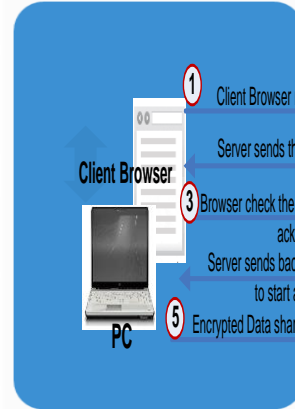 1
Client Browser
Server sends th
Client Browser
3
Browser check the
ack
Server sends bac
to start a
5
Encrypted Data shar
PC